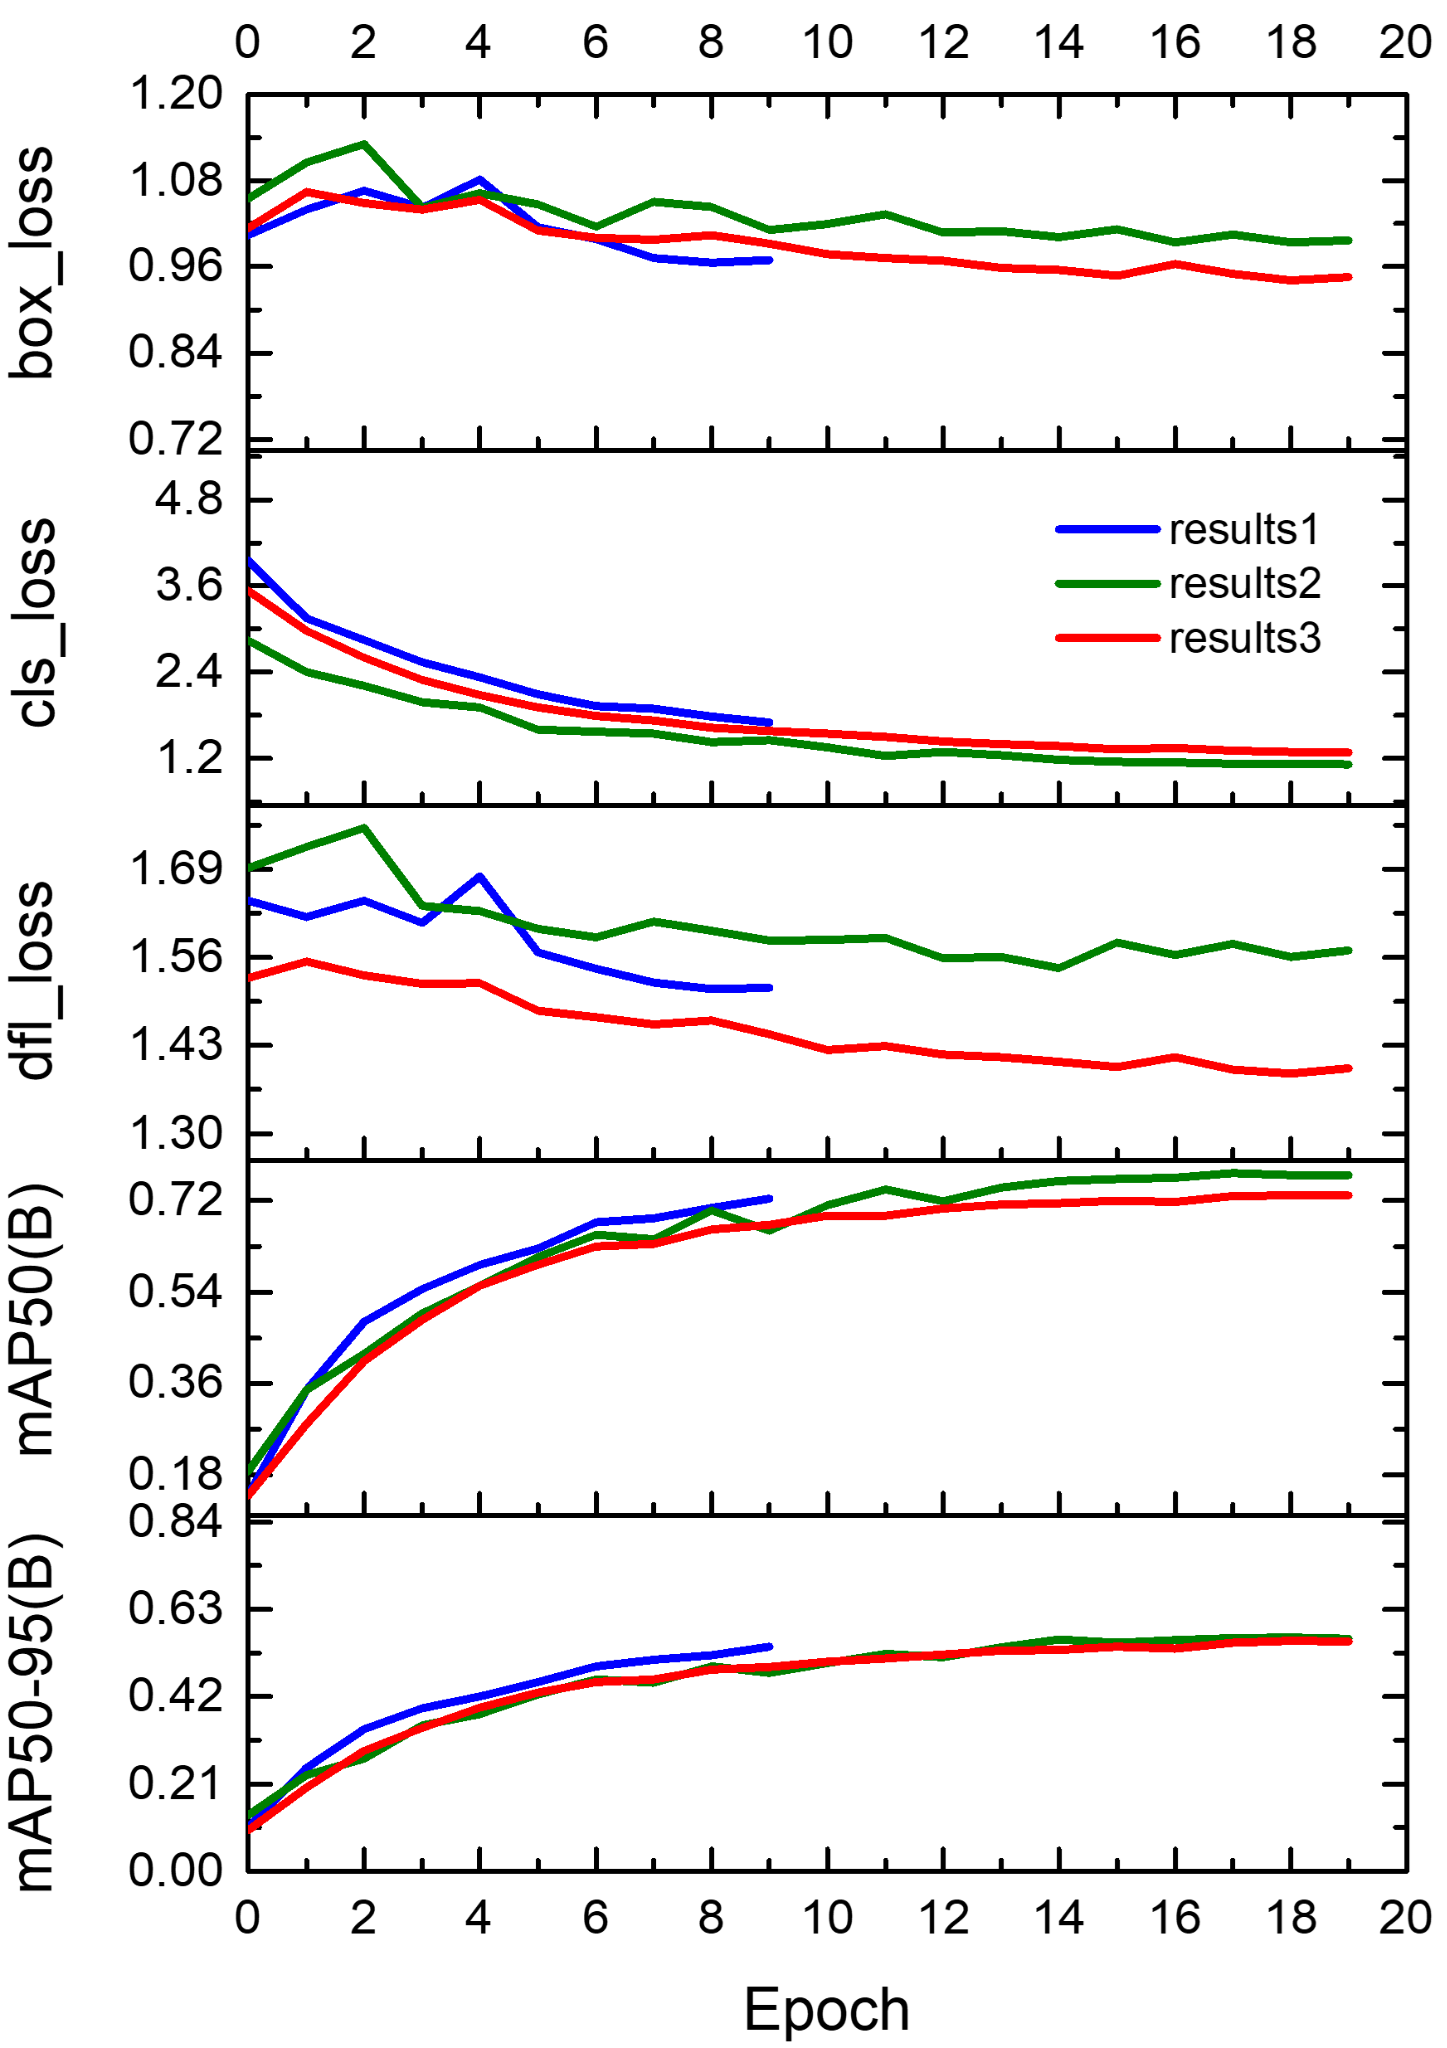 0 2 4 6 8 10 12 14 16 18 20
box_loss
1.20
1.08
0.96
0.84
0.72
cls_loss
4.8
3.6
2.4
1.2
results1
results2
results3
dfl_loss
1.69
1.56
1.43
1.30
mAP50(B)
0.72
0.54
0.36
0.18
mAP50-95(B)
0.84
0.63
0.42
0.21
0.00
0 2 4 6 8 10 12 14 16 18 20
Epoch